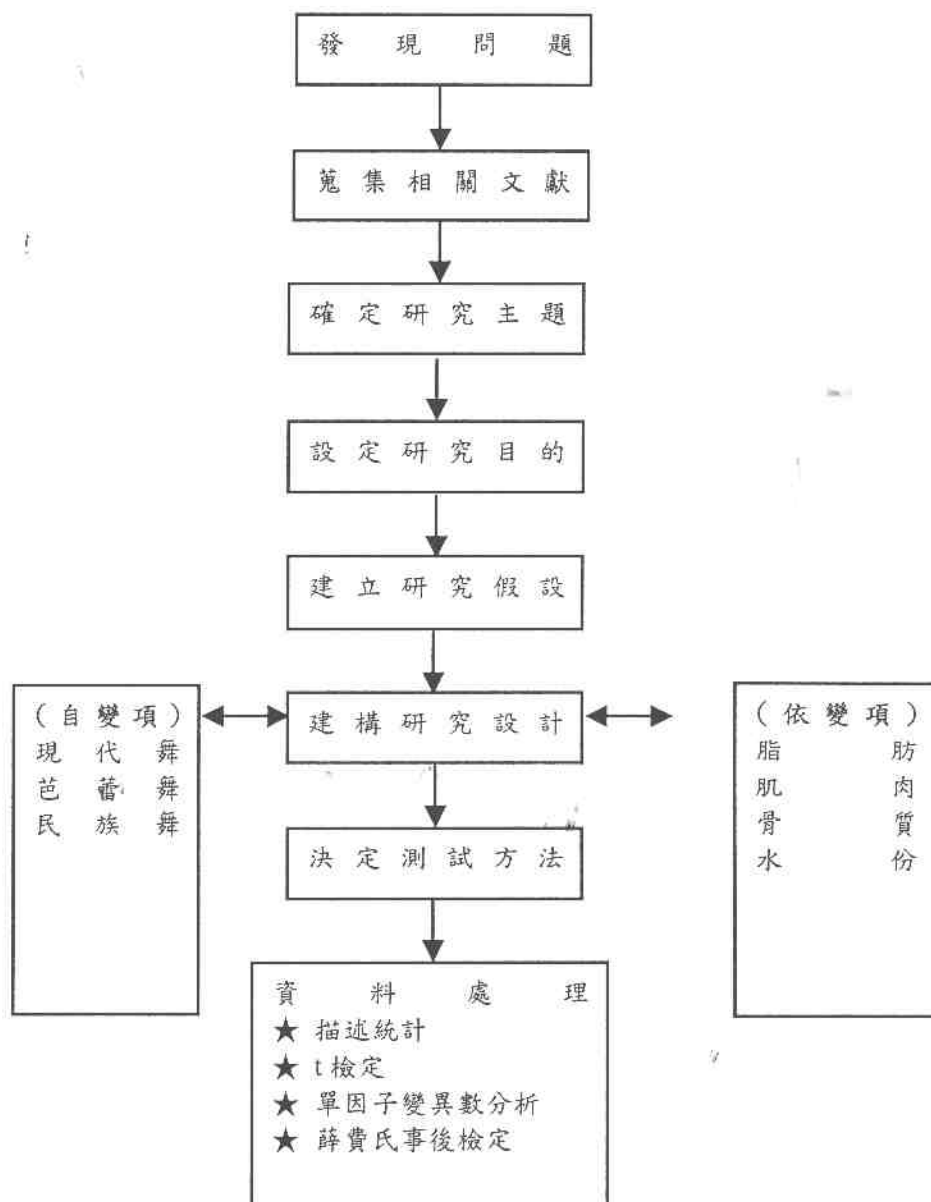 發現問題
蒐集相關文獻
確定研究主題
設定研究目的
建立研究假設
(自變項)
現代舞
芭蕾舞
民族舞
建構研究設計
(依變項)
脂肪
肌肉
骨質
水份
決定測試方法
資料處理
★ 描述統計
★ t檢定
★ 單因子變異數分析
★ 薛費氏事後檢定